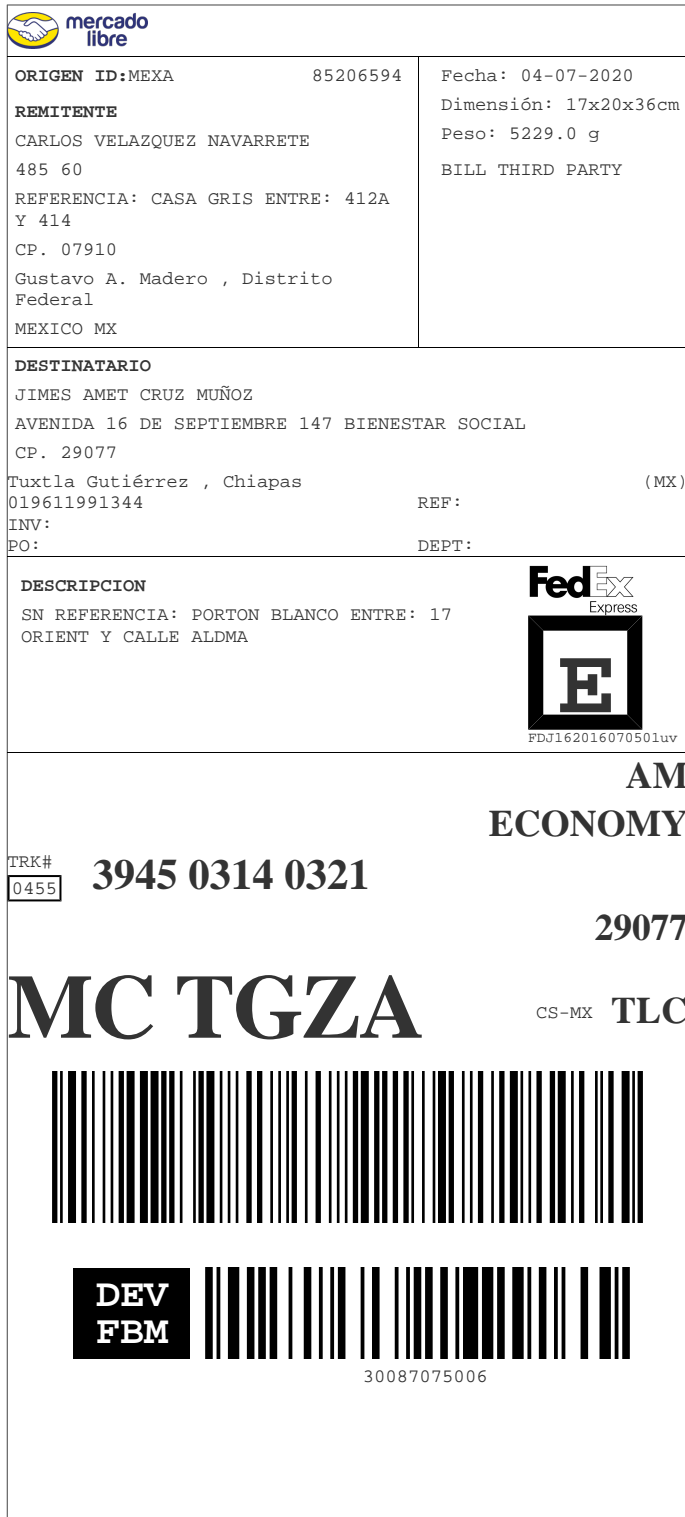 mercado
libre
ORIGEN ID:MEXA 85206594
REMITENTE
CARLOS VELAZQUEZ NAVARRETE
485 60
REFERENCIA: CASA GRIS ENTRE: 412A
Y 414
CP. 07910
Gustavo A. Madero , Distrito
Federal
MEXICO MX
Fecha: 04-07-2020
Dimensión: 17x20x36cm
Peso: 5229.0 g
BILL THIRD PARTY
DESTINATARIO
JIMES AMET CRUZ MUÑOZ
AVENIDA 16 DE SEPTIEMBRE 147 BIENESTAR SOCIAL
CP. 29077
Tuxtla Gutiérrez , Chiapas (MX)
019611991344 REF:
INV:
PO: DEPT:
DESCRIPCION
SN REFERENCIA: PORTON BLANCO ENTRE: 17
ORIENT Y CALLE ALDMA
FedEx
Express
E
FDJ162016070501uv
AM
ECONOMY
TRK#
0455 3945 0314 0321
29077
MC TGZA CS-MX TLC
DEV
FBM
30087075006